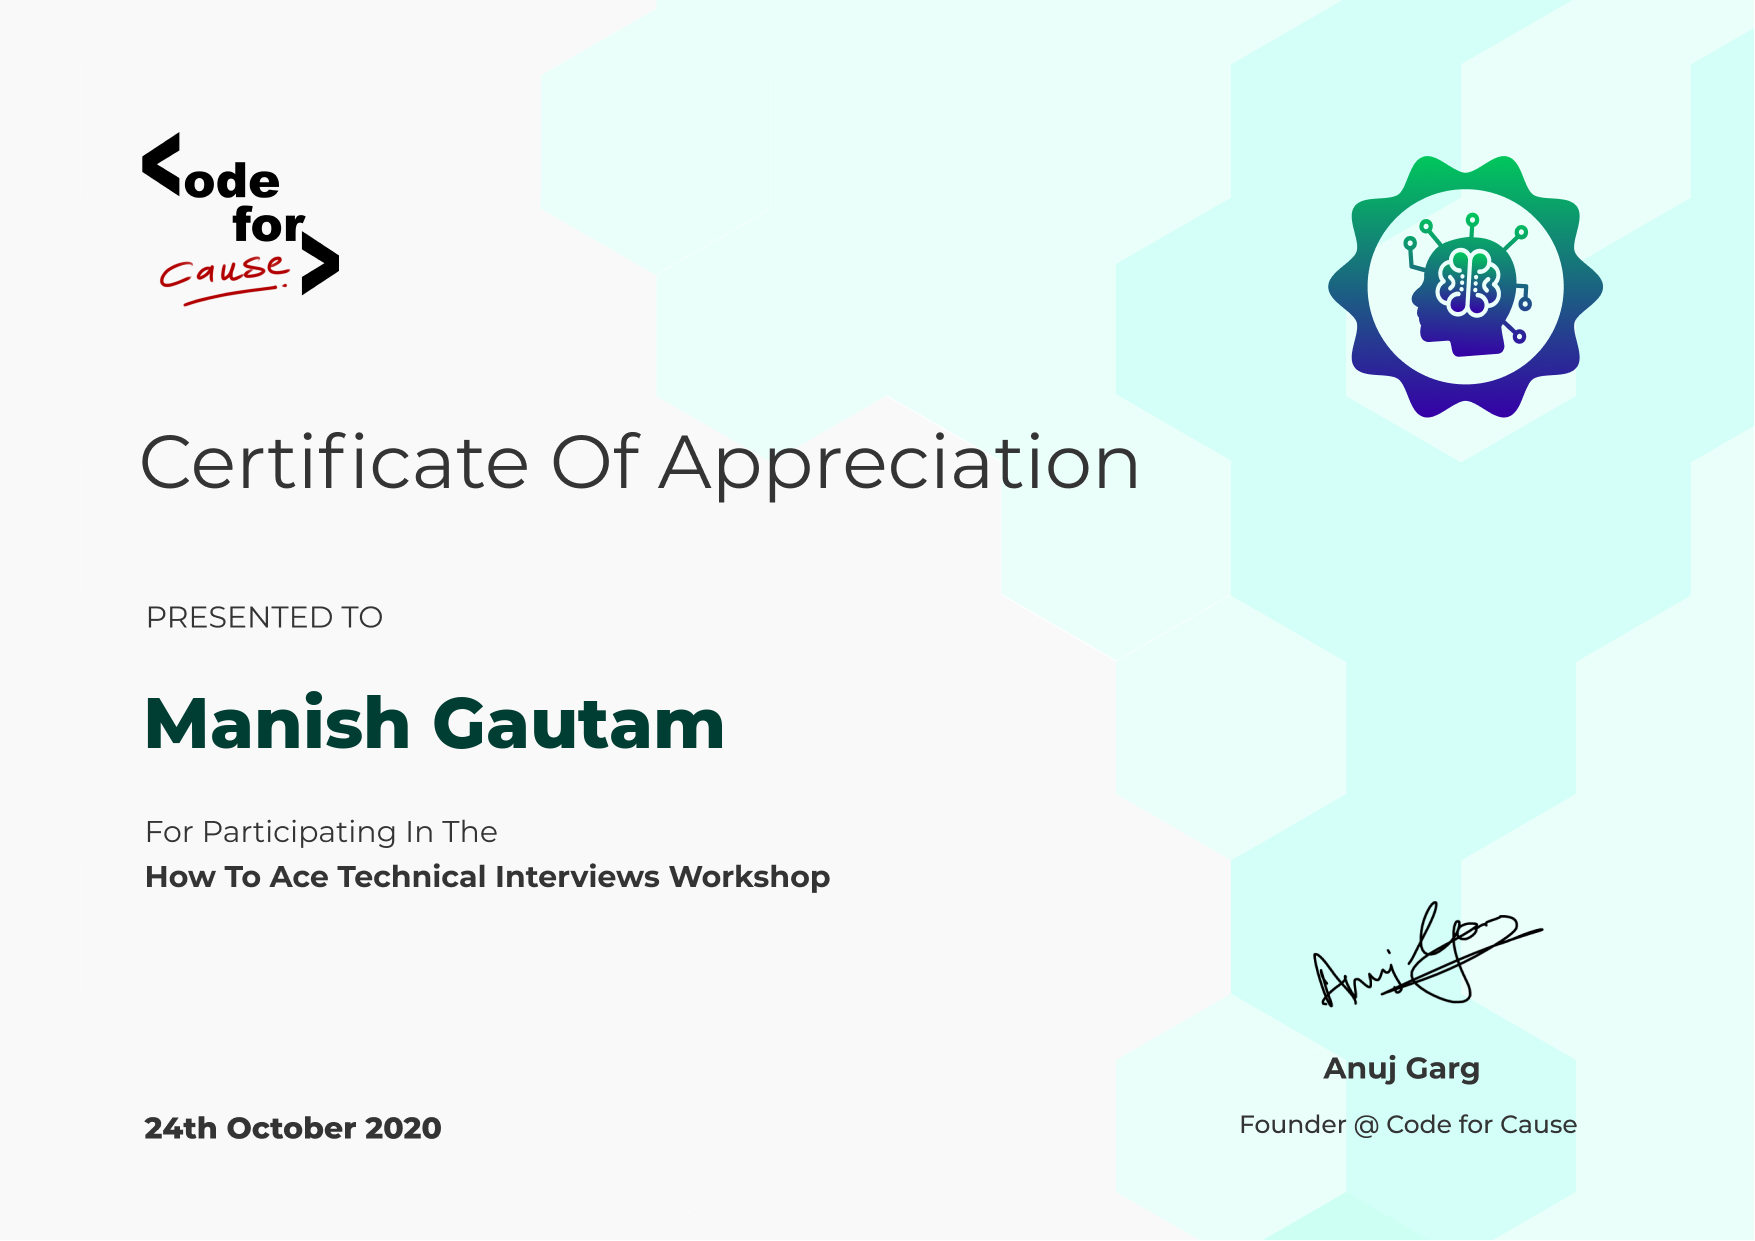 <ode
for>
Cause.
Certificate Of Appreciation
PRESENTED TO
Manish Gautam
For Participating In The
How To Ace Technical Interviews Workshop
Anuj Garg
Anuj Garg
Founder @ Code for Cause
24th October 2020